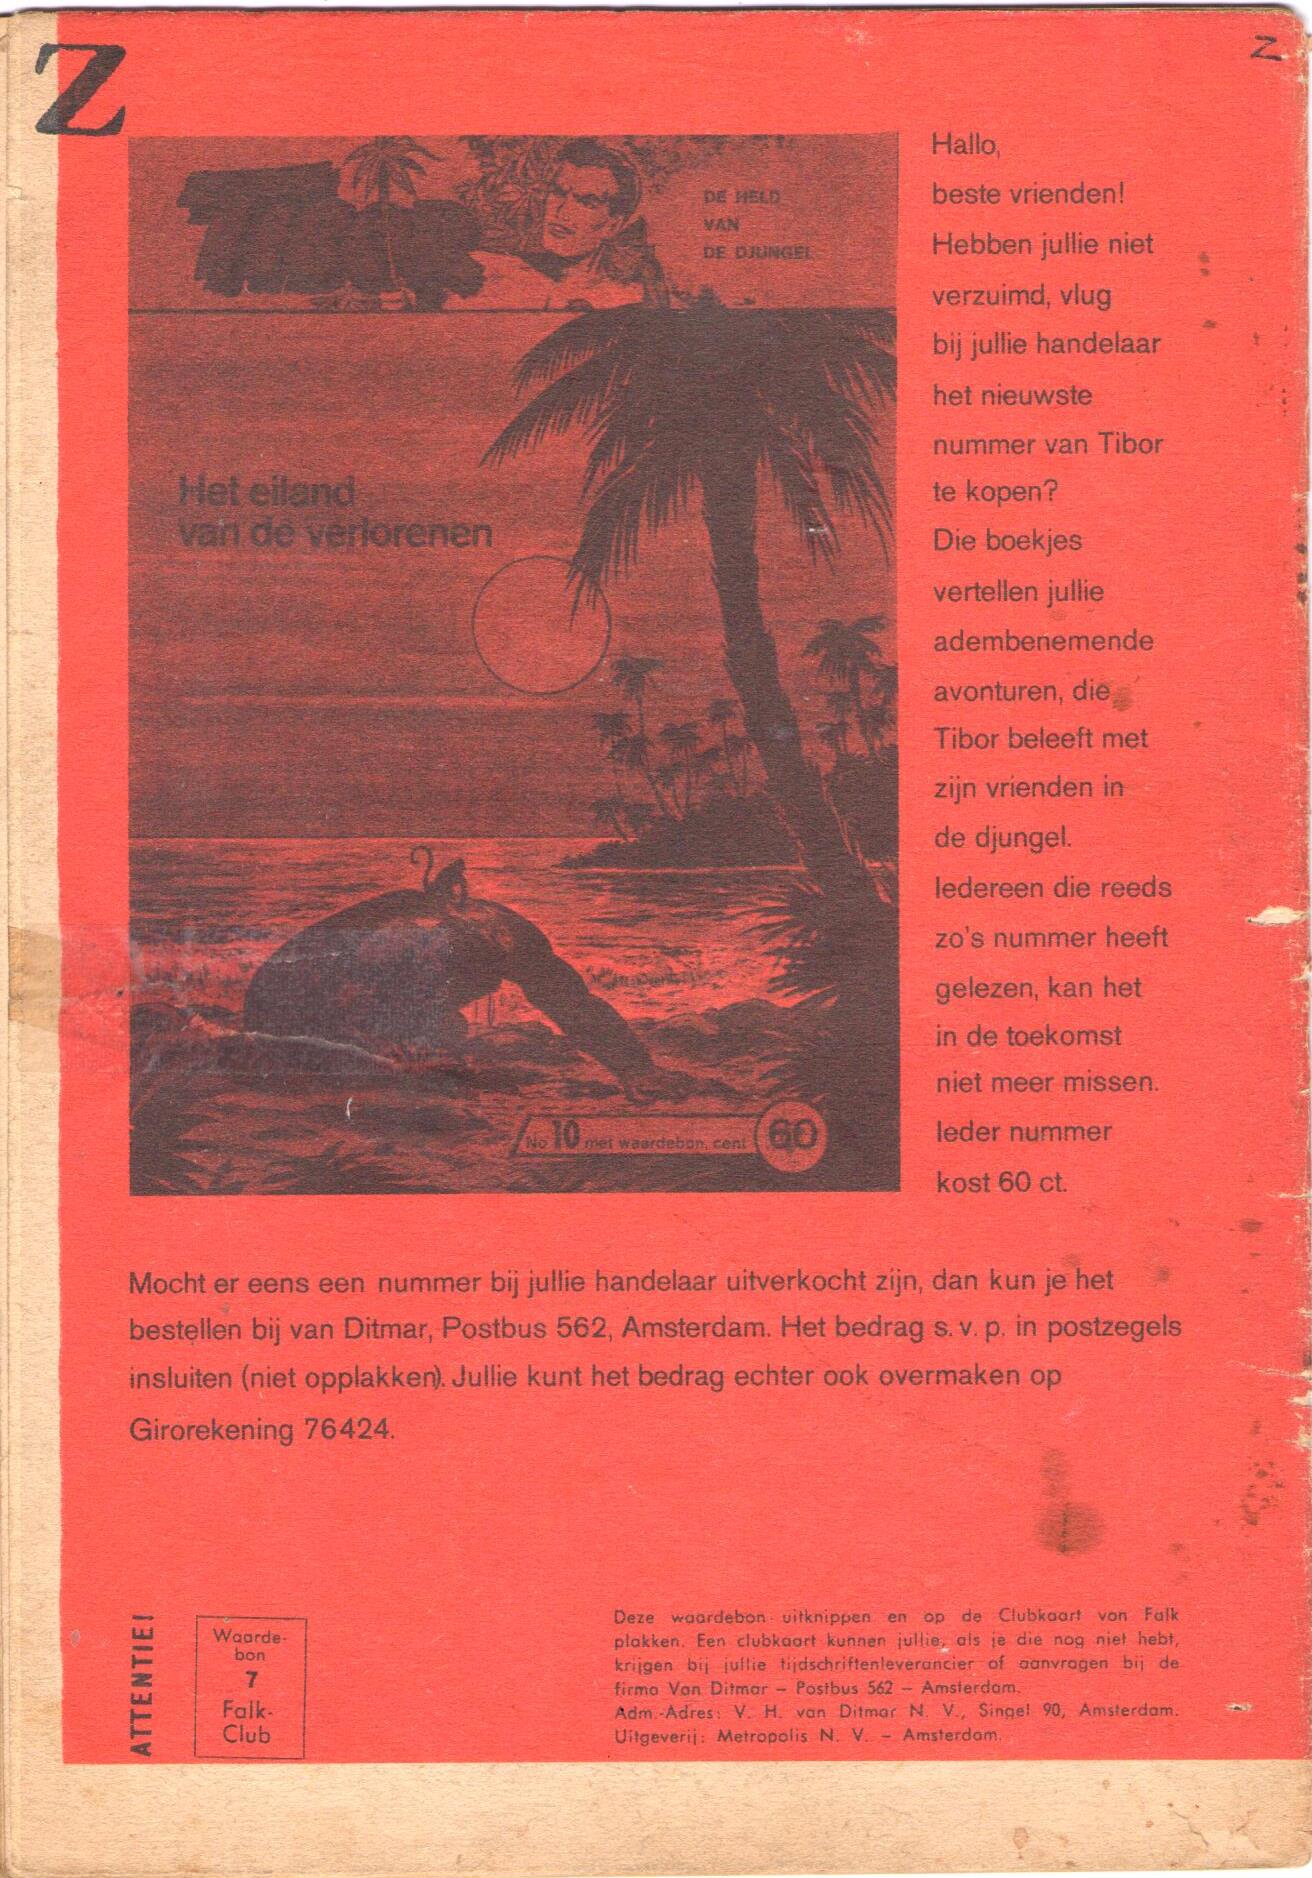 Z
Z
DE HELD
VAN
DE DJUNGEL
Het eiland
van de verlorenen
No 10 met waardebon, cent 60
Hallo,
beste vrienden!
Hebben jullie niet
verzuimd, vlug
bij jullie handelaar
het nieuwste
nummer van Tibor
te kopen?
Die boekjes
vertellen jullie
adembenemende
avonturen, die
Tibor beleeft met
zijn vrienden in
de djungel.
Iedereen die reeds
zo's nummer heeft
gelezen, kan het
in de toekomst
niet meer missen.
Ieder nummer
kost 60 ct.
Mocht er eens een nummer bij jullie handelaar uitverkocht zijn, dan kun je het
bestellen bij van Ditmar, Postbus 562, Amsterdam. Het bedrag s. v. p. in postzegels
insluiten (niet opplakken). Jullie kunt het bedrag echter ook overmaken op
Girorekening 76424.
ATTENTIE!
Waarde-
bon
7
Falk-
Club
Deze waardebon uitknippen en op de Clubkaart van Falk
plakken. Een clubkaart kunnen jullie, als je die nog niet hebt,
krijgen bij jullie tijdschriftenleverancier of aanvragen bij de
firma Van Ditmar – Postbus 562 – Amsterdam.
Adm.-Adres: V. H. van Ditmar N. V., Singel 90, Amsterdam.
Uitgeverij: Metropolis N. V. – Amsterdam.